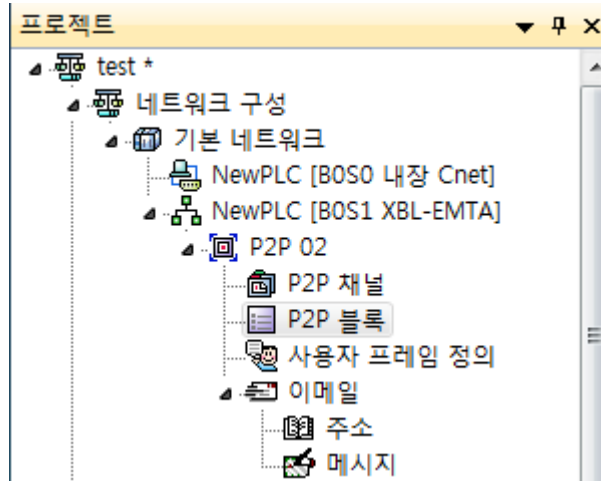 프로젝트
test *
네트워크 구성
기본 네트워크
NewPLC [B0S0 내장 Cnet]
NewPLC [B0S1 XBL-EMTA]
P2P 02
P2P 채널
P2P 블록
사용자 프레임 정의
이메일
주소
메시지